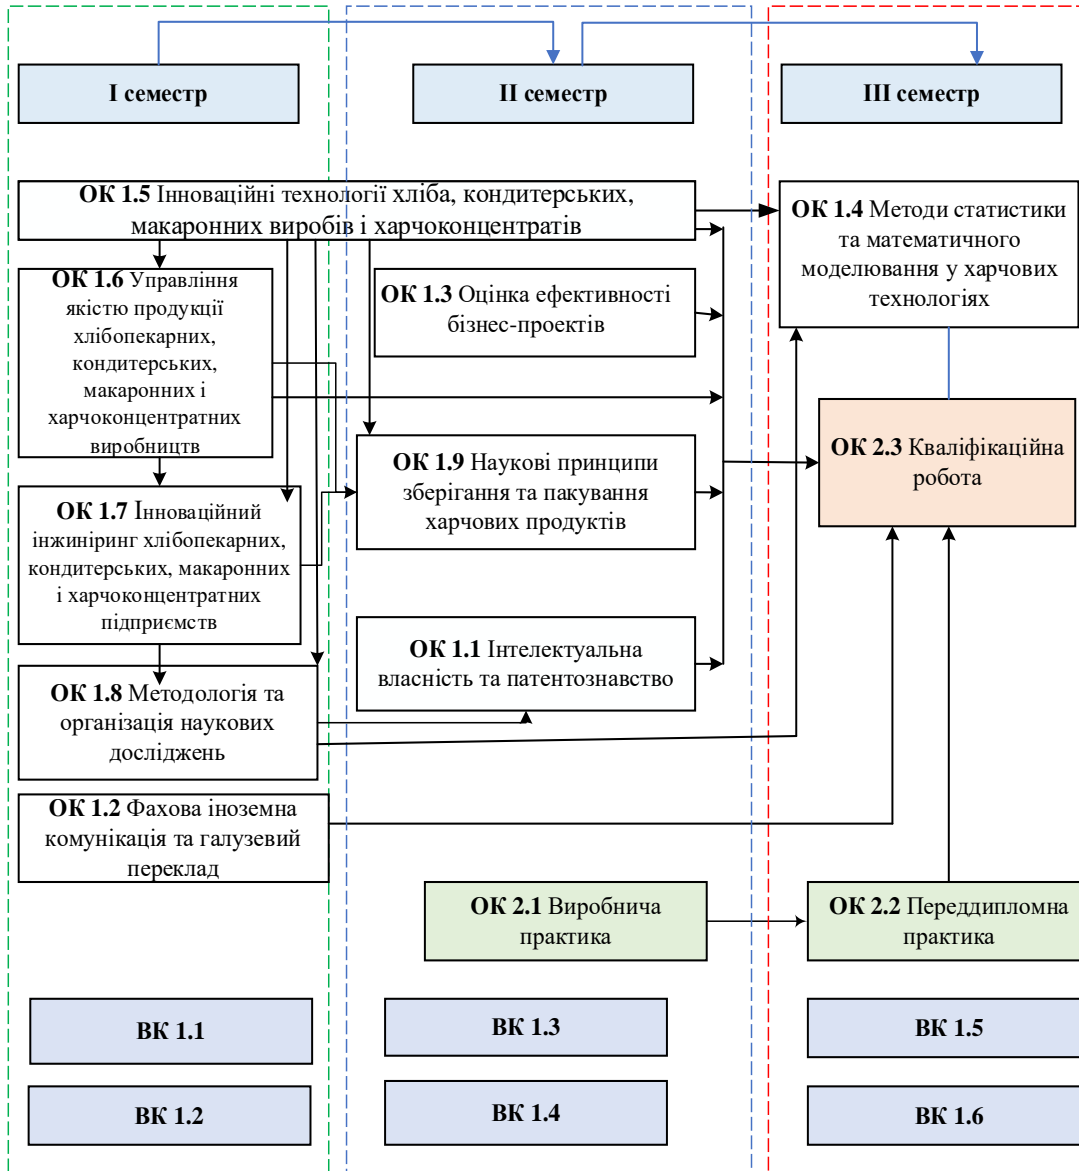 I семестр
II семестр
III семестр
ОК 1.5 Інноваційні технології хліба, кондитерських,
макаронних виробів і харчоконцентратів
ОК 1.4 Методи статистики
та математичного
моделювання у харчових
технологіях
ОК 1.6 Управління
якістю продукції
хлібопекарних,
кондитерських,
макаронних і
харчоконцентратних
виробництв
ОК 1.3 Оцінка ефективності
бізнес-проектів
ОК 2.3 Кваліфікаційна
робота
ОК 1.9 Наукові принципи
зберігання та пакування
харчових продуктів
ОК 1.7 Інноваційний
інжиніринг хлібопекарних,
кондитерських, макаронних
і харчоконцентратних
підприємств
ОК 1.1 Інтелектуальна
власність та патентознавство
ОК 1.8 Методологія та
організація наукових
досліджень
ОК 1.2 Фахова іноземна
комунікація та галузевий
переклад
ОК 2.1 Виробнича
практика
ОК 2.2 Переддипломна
практика
ВК 1.1
ВК 1.3
ВК 1.5
ВК 1.2
ВК 1.4
ВК 1.6